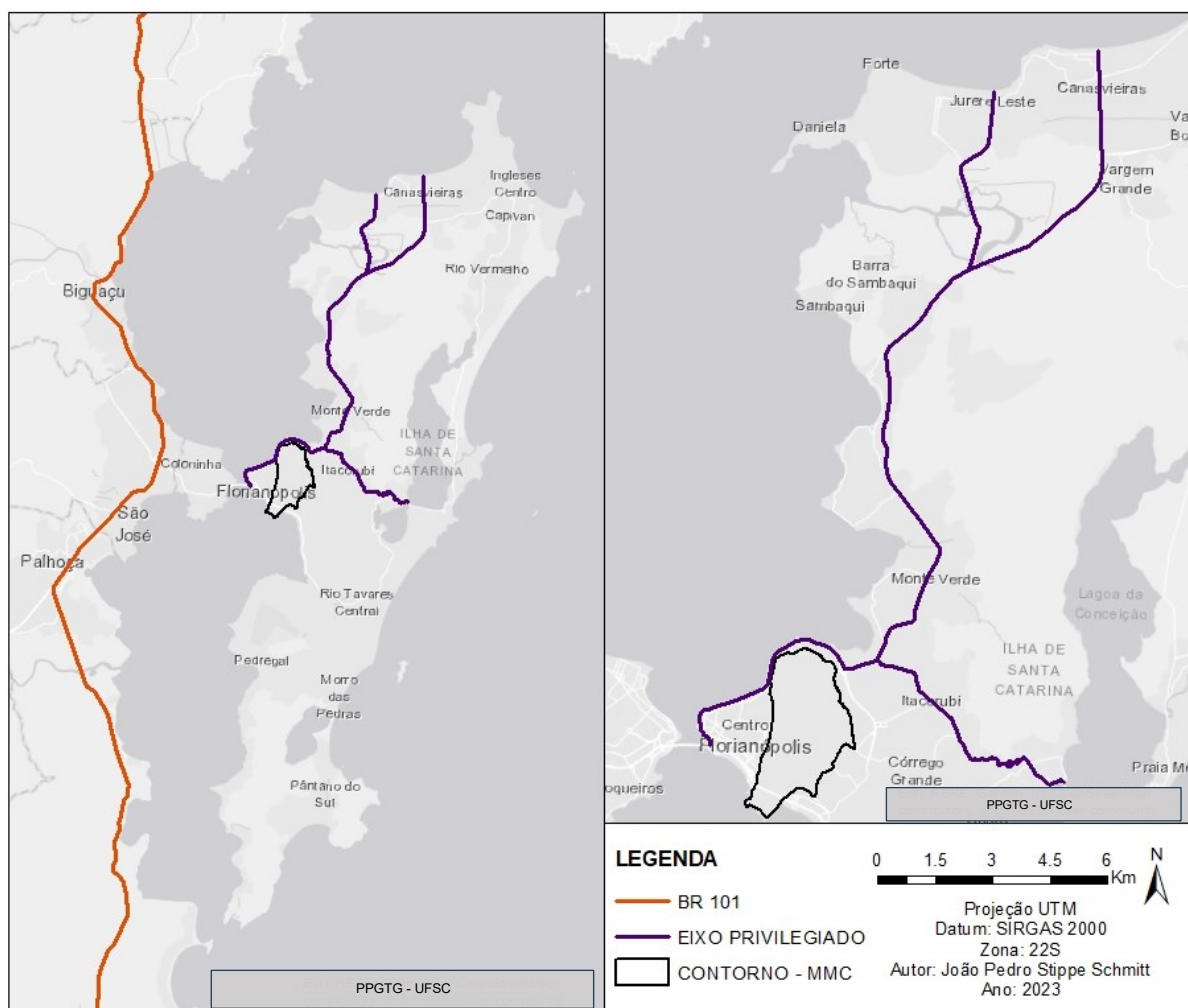 Canasvieiras
Ingleses
Centro
Capivari
Rio Vermelho
Biguaçu
Monte Verde
ILHA DE
SANTA
CATARINA
Coloninha
Itacorubi
Florianópolis
São
José
Palhoça
Rio Tavares
Central
Pedregal
Morro
das
Pedras
Pântano do
Sul
PPGTG - UFSC
Forte
Canasvieiras
Jurere Leste
Daniela
Vargem
Grande
Barra
do Sambaqui
Sambaqui
Monte Verde
Lagoa da
Conceição
ILHA DE
SANTA
CATARINA
Itacorubi
Centro
Florianópolis
Córrego
Grande
oqueiros
Praia Me
PPGTG - UFSC
LEGENDA
BR 101
EIXO PRIVILEGIADO
CONTORNO - MMC
0 1.5 3 4.5 6
Km
N
Projeção UTM
Datum: SIRGAS 2000
Zona: 22S
Autor: João Pedro Stippe Schmitt
Ano: 2023